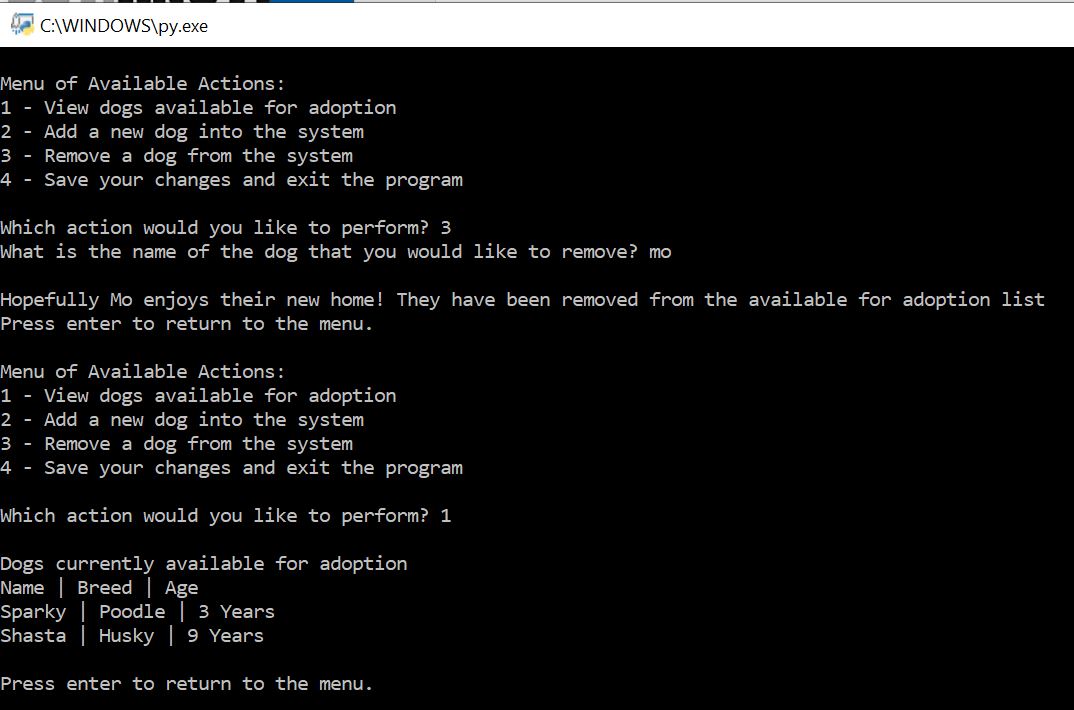 C:\WINDOWS\py.exe
Menu of Available Actions:
1 - View dogs available for adoption
2 - Add a new dog into the system
3 - Remove a dog from the system
4 - Save your changes and exit the program
Which action would you like to perform? 3
What is the name of the dog that you would like to remove? mo
Hopefully Mo enjoys their new home! They have been removed from the available for adoption list
Press enter to return to the menu.
Menu of Available Actions:
1 - View dogs available for adoption
2 - Add a new dog into the system
3 - Remove a dog from the system
4 - Save your changes and exit the program
Which action would you like to perform? 1
Dogs currently available for adoption
Name | Breed | Age
Sparky | Poodle | 3 Years
Shasta | Husky | 9 Years
Press enter to return to the menu.